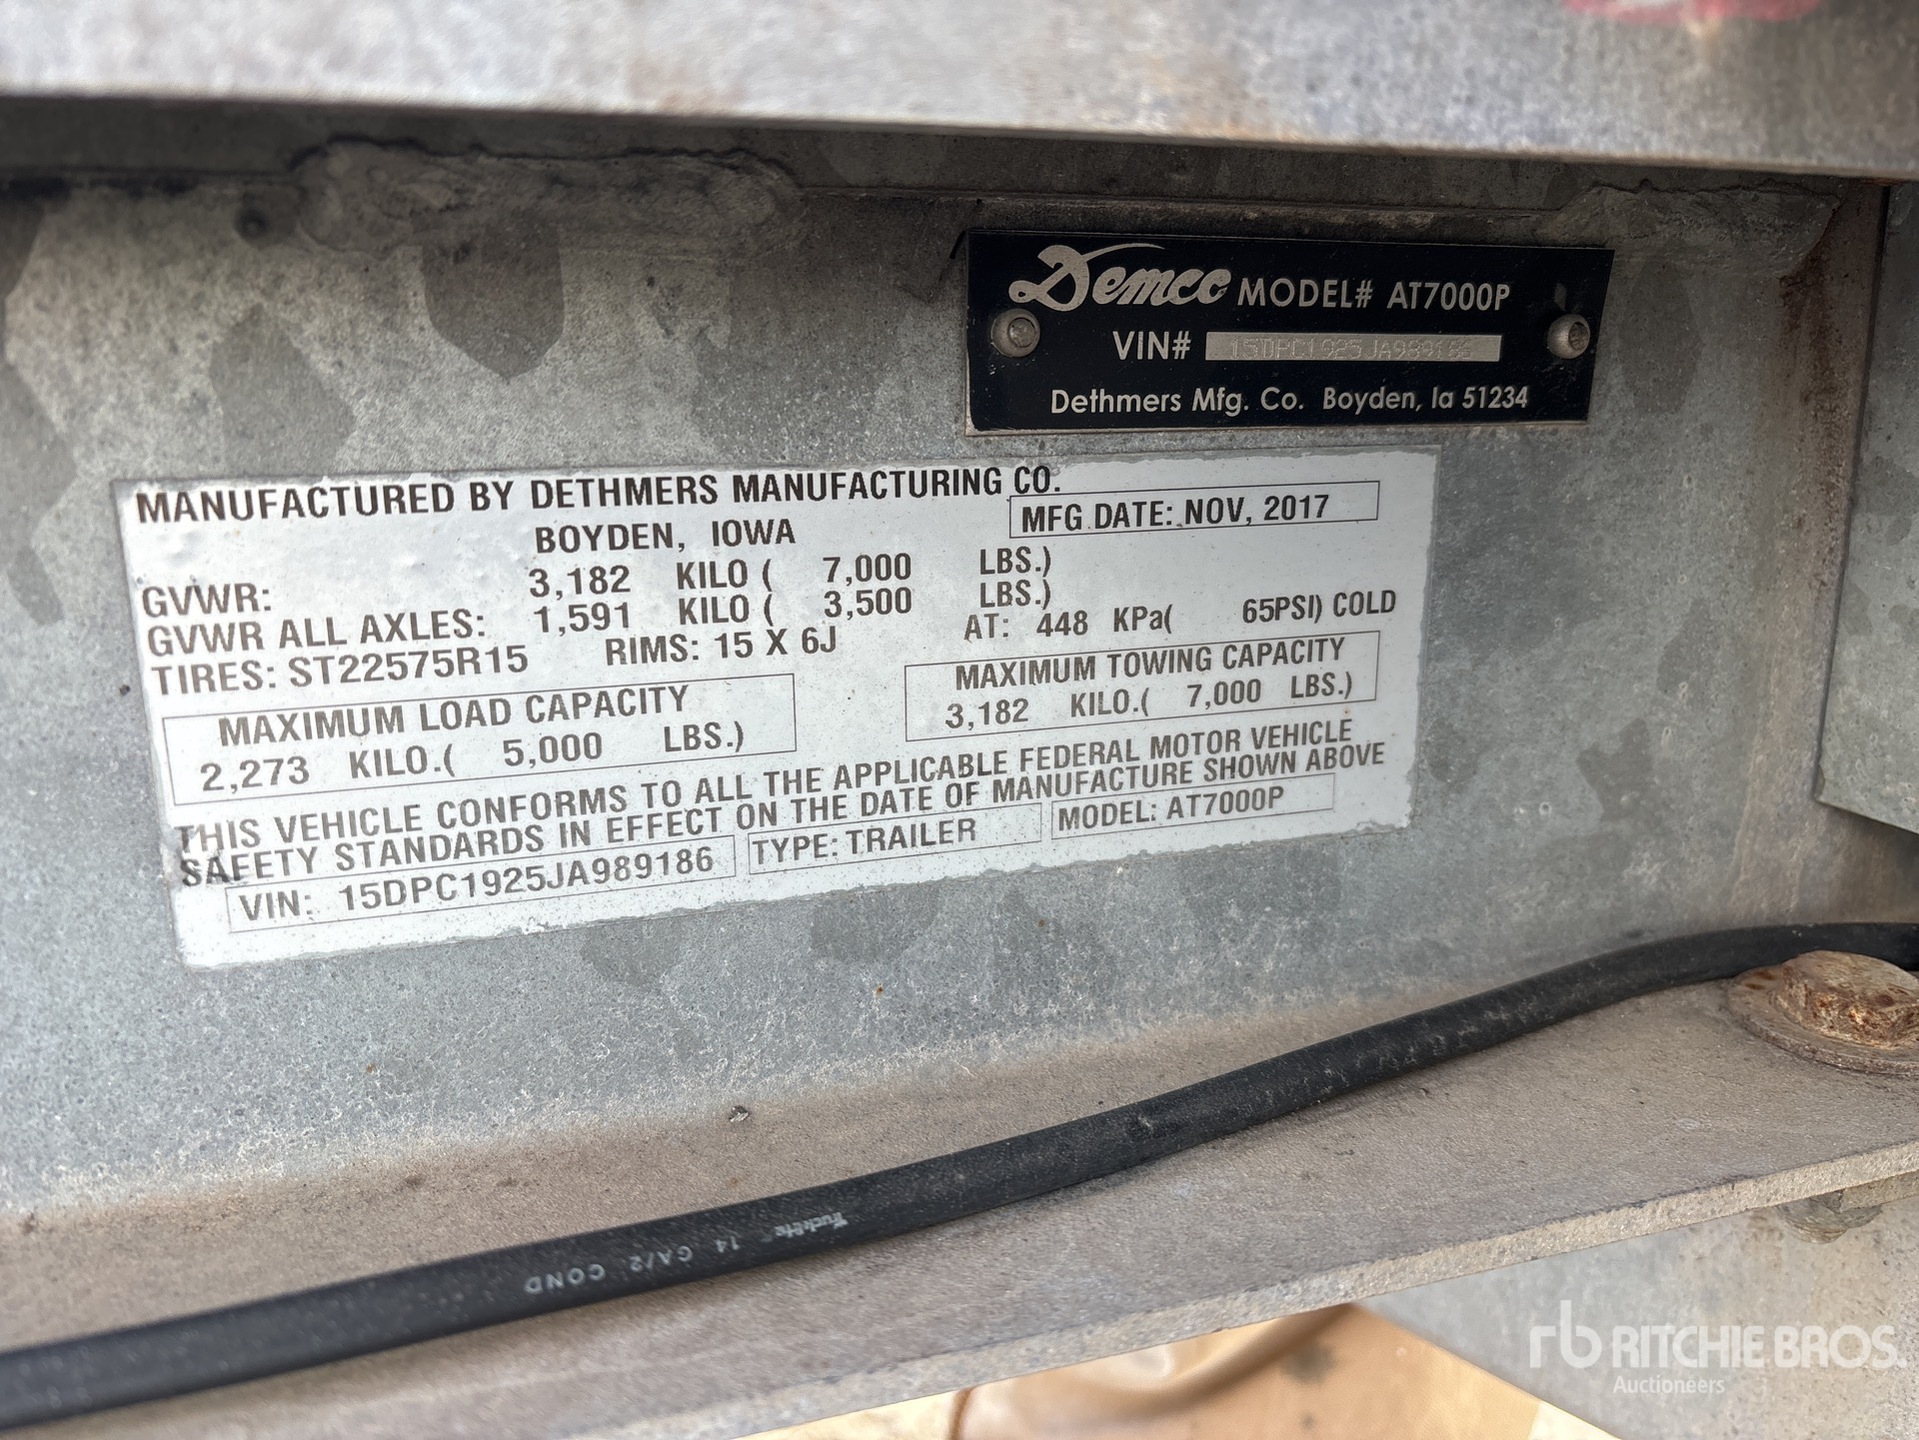 Demco MODEL# AT7000P
VIN# 15DPC1925JA989186
Dethmers Mfg. Co. Boyden, Ia 51234
MANUFACTURED BY DETHMERS MANUFACTURING CO.
BOYDEN, IOWA
MFG DATE: NOV, 2017
GVWR: 3,182 KILO ( 7,000 LBS.)
GVWR ALL AXLES: 1,591 KILO ( 3,500 LBS.)
TIRES: ST22575R15 RIMS: 15 X 6J AT: 448 KPa( 65PSI) COLD
MAXIMUM LOAD CAPACITY
2,273 KILO.( 5,000 LBS.)
MAXIMUM TOWING CAPACITY
3,182 KILO.( 7,000 LBS.)
THIS VEHICLE CONFORMS TO ALL THE APPLICABLE FEDERAL MOTOR VEHICLE
SAFETY STANDARDS IN EFFECT ON THE DATE OF MANUFACTURE SHOWN ABOVE
VIN: 15DPC1925JA989186 TYPE: TRAILER MODEL: AT7000P
Trucklite 14 GA/2 COND
rb RITCHIE BROS.
Auctioneers